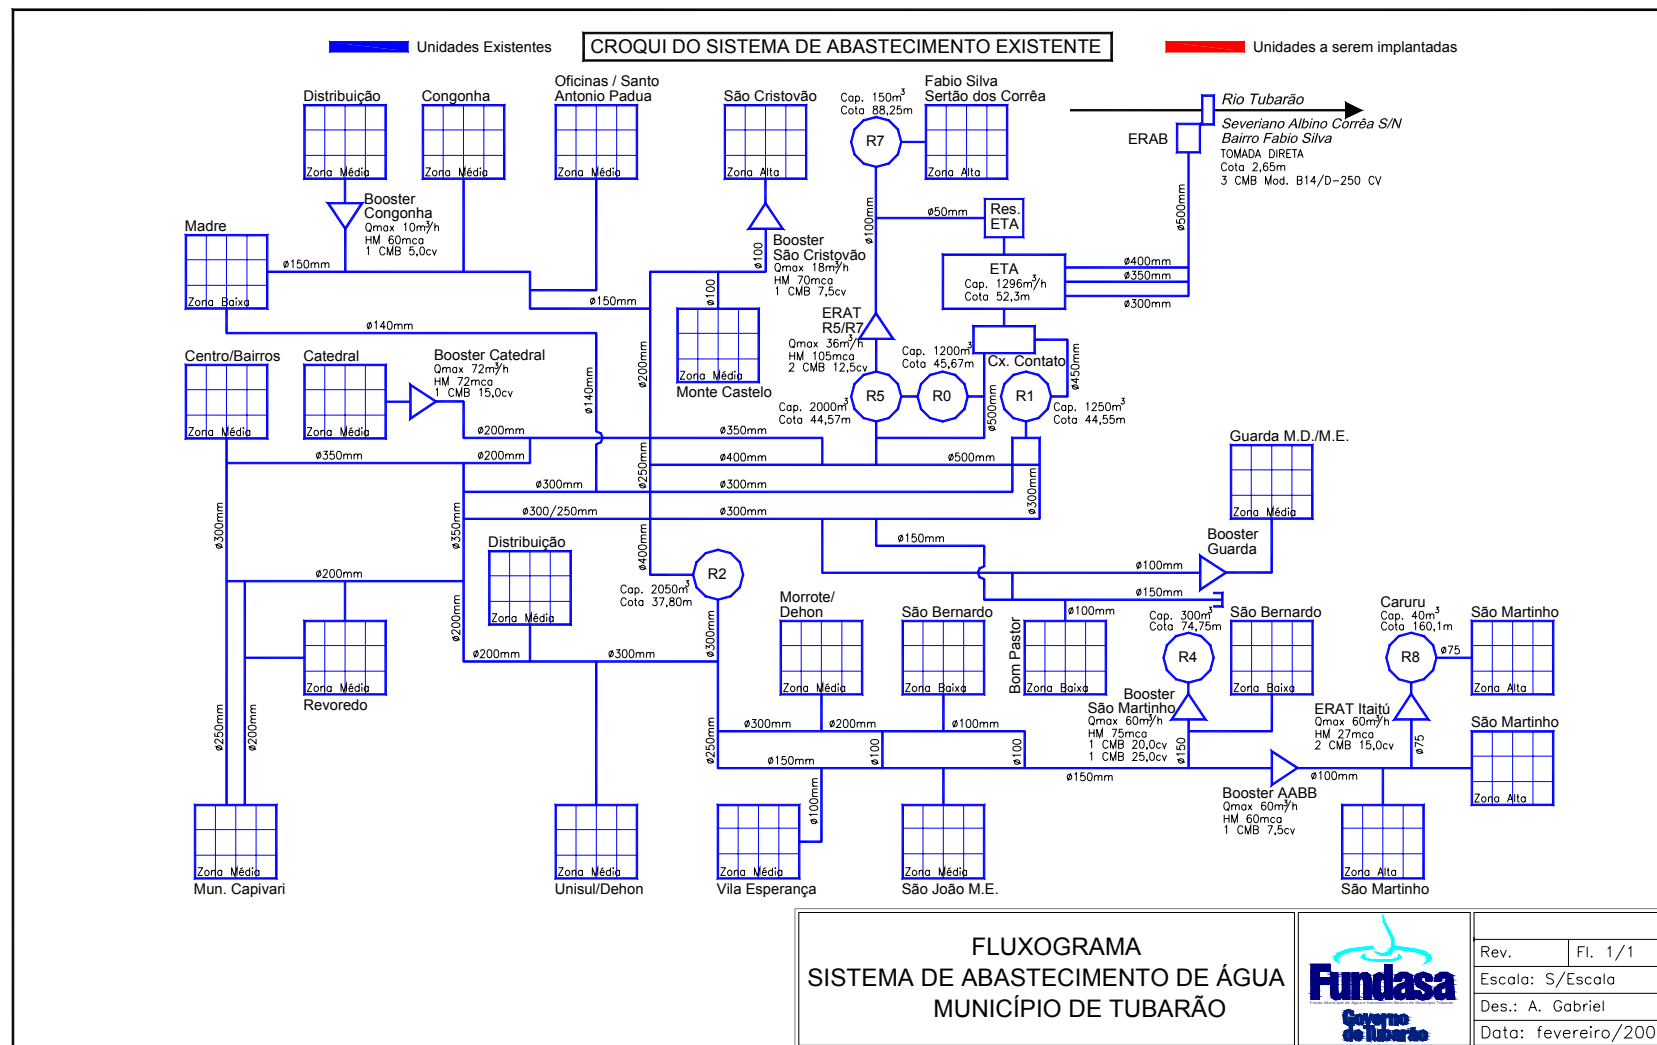 Unidades Existentes
CROQUI DO SISTEMA DE ABASTECIMENTO EXISTENTE
Unidades a serem implantadas
Distribuição
Zona Média
Congonha
Zona Média
Oficinas / Santo
Antonio Padua
Zona Média
São Cristovão
Zona Alta
Cap. 150m³
Cota 88,25m
R7
Fabio Silva
Sertão dos Corrêa
Zona Alta
Rio Tubarão
Severiano Albino Corrêa S/N
Bairro Fabio Silva
TOMADA DIRETA
Cota 2,65m
3 CMB Mod. B14/D-250 CV
ERAB
ø500mm
Booster
Congonha
Qmax 10m³/h
HM 60mca
1 CMB 5,0cv
Madre
Zona Baixa
ø150mm
ø150mm
ø140mm
ø140mm
Booster
São Cristovão
Qmax 18m³/h
HM 70mca
1 CMB 7,5cv
ø100
ø100
ø200mm
Zona Média
Monte Castelo
ø100mm
ø50mm
Res.
ETA
ETA
Cap. 1296m³/h
Cota 52,3m
ø400mm
ø350mm
ø300mm
ERAT
R5/R7
Qmax 36m³/h
HM 105mca
2 CMB 12,5cv
Cap. 1200m³
Cota 45,67m
Cx. Contato
ø450mm
R5
R0
R1
Cap. 2000m³
Cota 44,57m
ø500mm
Cap. 1250m³
Cota 44,55m
Centro/Bairros
Zona Média
Catedral
Zona Média
Booster Catedral
Qmax 72m³/h
HM 72mca
1 CMB 15,0cv
ø200mm
ø350mm
ø350mm
ø200mm
ø400mm
ø500mm
ø250mm
ø300mm
ø300mm
ø300mm
ø300/250mm
ø300mm
ø300mm
ø350mm
ø400mm
ø150mm
Guarda M.D./M.E.
Zona Média
Booster
Guarda
ø100mm
ø150mm
Distribuição
Zona Média
R2
Cap. 2050m³
Cota 37,80m
ø200mm
ø200mm
ø200mm
ø300mm
ø300mm
Zona Média
Revoredo
ø250mm
ø200mm
Morrote/
Dehon
Zona Média
São Bernardo
Zona Baixa
ø100mm
Bom Pastor
Zona Baixa
Cap. 300m³
Cota 74,75m
R4
São Bernardo
Zona Baixa
Caruru
Cap. 40m³
Cota 160,1m
R8
ø75
São Martinho
Zona Alta
Booster
São Martinho
Qmax 60m³/h
HM 75mca
1 CMB 20,0cv
1 CMB 25,0cv
ø150
ERAT Itaitú
Qmax 60m³/h
HM 27mca
2 CMB 15,0cv
ø75
São Martinho
Zona Alta
ø250mm
ø300mm
ø200mm
ø100mm
ø100
ø100
ø150mm
ø150mm
ø100mm
Booster AABB
Qmax 60m³/h
HM 60mca
1 CMB 7,5cv
ø100mm
Zona Média
Mun. Capivari
Zona Média
Unisul/Dehon
Zona Média
Vila Esperança
Zona Média
São João M.E.
Zona Alta
São Martinho
FLUXOGRAMA
SISTEMA DE ABASTECIMENTO DE ÁGUA
MUNICÍPIO DE TUBARÃO
Fundasa
Governo
de Tubarão
Rev.
Fl. 1/1
Escala: S/Escala
Des.: A. Gabriel
Data: fevereiro/200